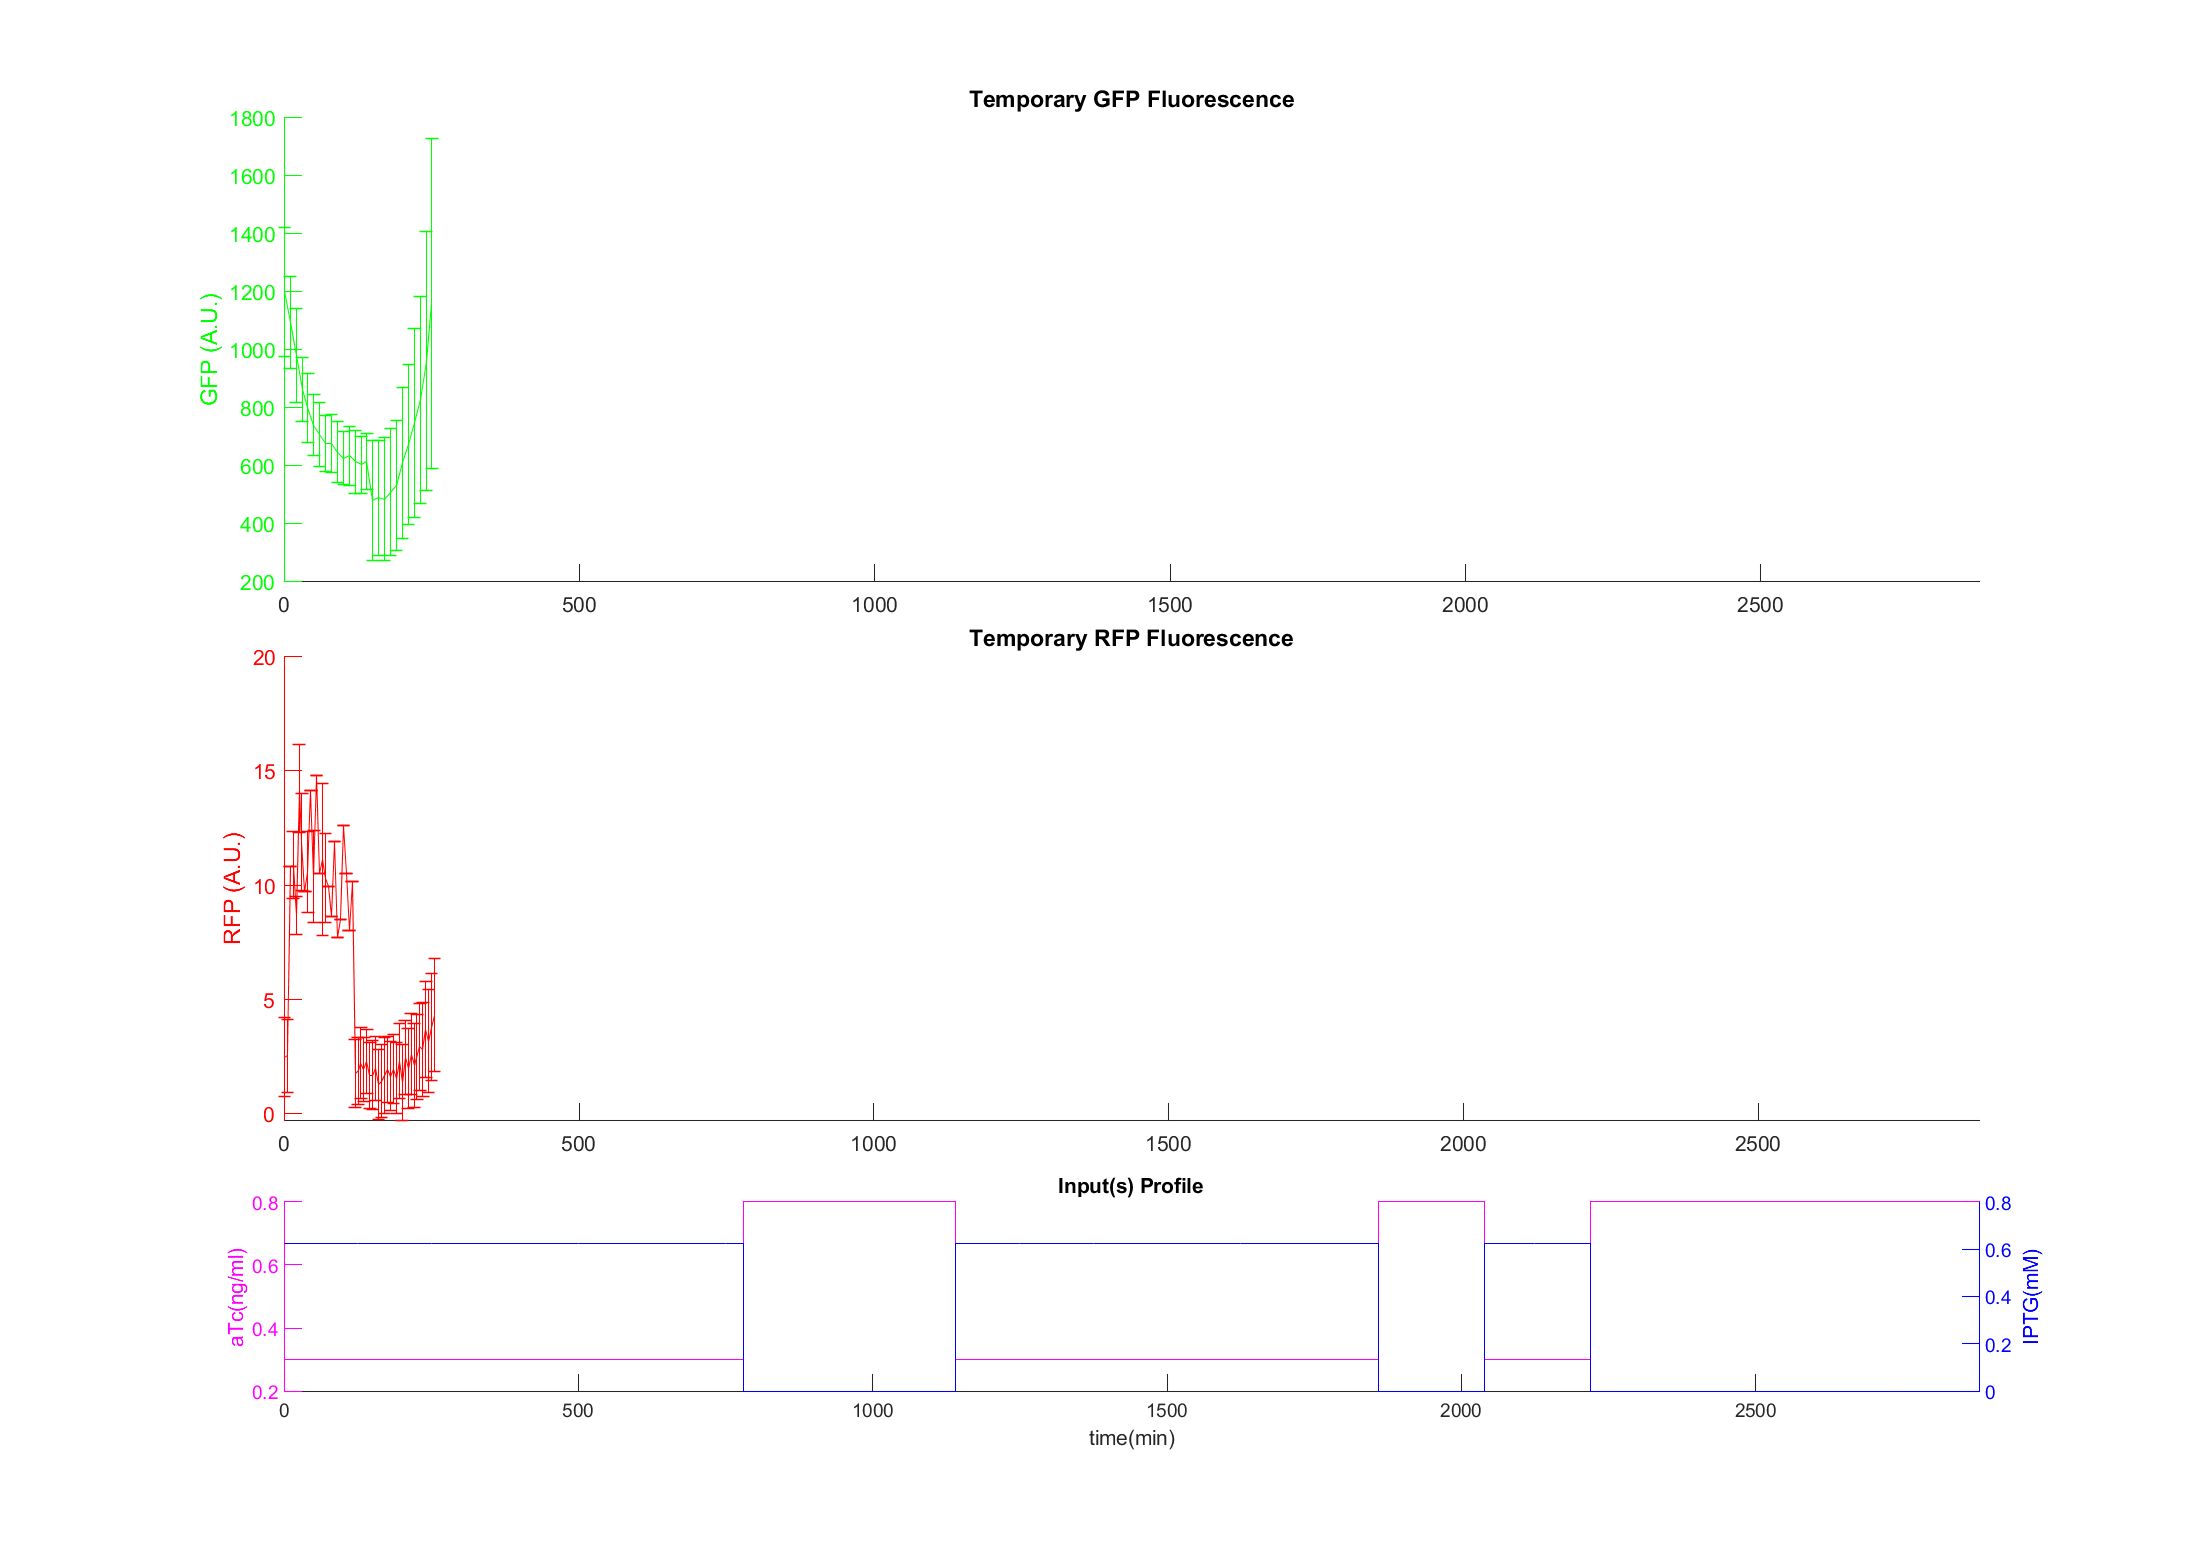 Temporary GFP Fluorescence
1800
1600
1400
1200
1000
800
600
400
200
GFP (A.U.)
0 500 1000 1500 2000 2500
Temporary RFP Fluorescence
20
15
10
5
0
RFP (A.U.)
0 500 1000 1500 2000 2500
Input(s) Profile
0.8
0.6
0.4
0.2
aTc(ng/ml)
0.8
0.6
0.4
0.2
0
IPTG(mM)
0 500 1000 1500 2000 2500
time(min)